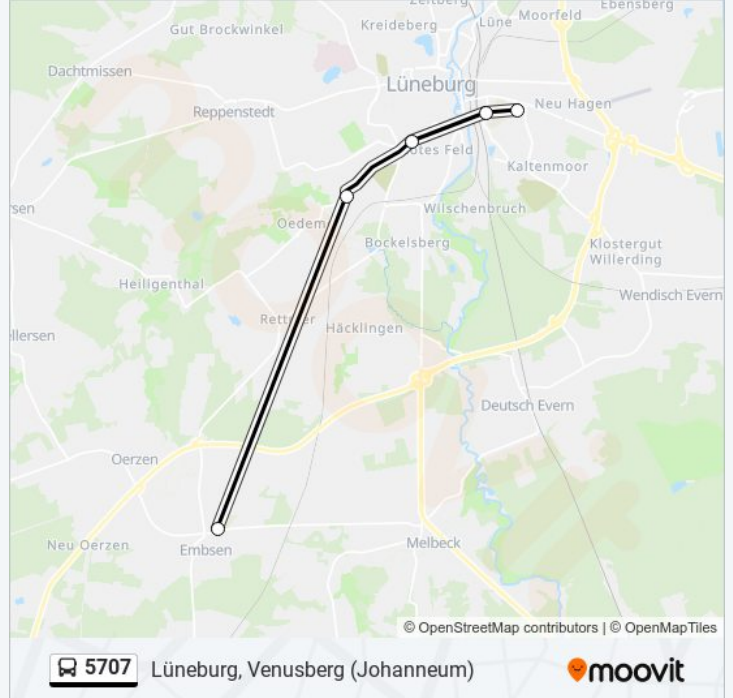 Zeltberg
Ebensberg
Moorfeld
Lüne
Kreideberg
Gut Brockwinkel
Dachtmissen
Lüneburg
Neu Hagen
Reppenstedt
otes Feld
Kaltenmoor
sen
Wilschenbruch
Oedem
Bockelsberg
Klostergut
Willerding
Heiligenthal
Wendisch Evern
Rettmer
Häcklingen
llersen
Deutsch Evern
Oerzen
Neu Oerzen
Embsen
Melbeck
© OpenStreetMap contributors | © OpenMapTiles
5707 Lüneburg, Venusberg (Johanneum) moovit